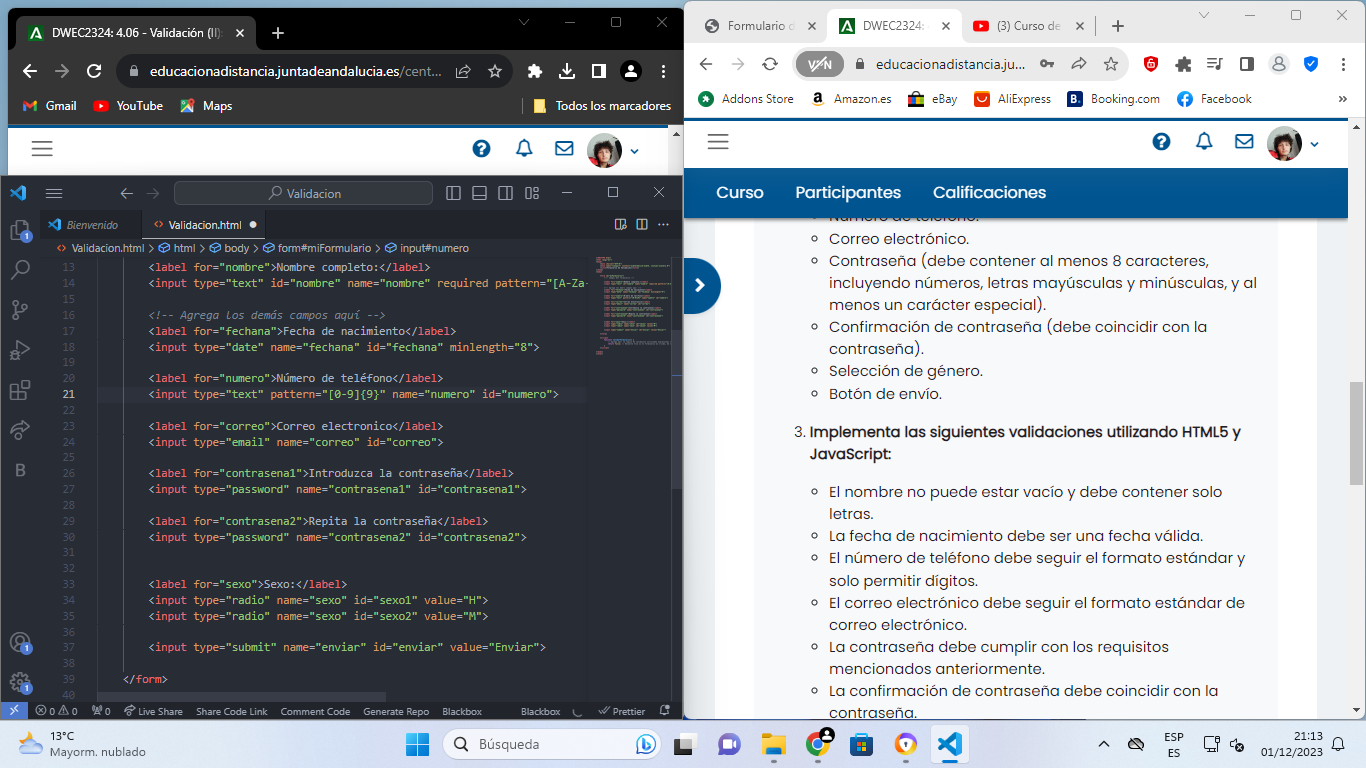 DWEC2324: 4.06 - Validación (II):
educacionadistancia.juntadeandalucia.es/cent...
Gmail
YouTube
Maps
Todos los marcadores
Validacion
Bienvenido
Validacion.html
Validacion.html > html > body > form#miFormulario > input#numero
13 <label for="nombre">Nombre completo:</label>
14 <input type="text" id="nombre" name="nombre" required pattern="[A-Za-
15
16 <!-- Agrega los demás campos aquí -->
17 <label for="fechana">Fecha de nacimiento</label>
18 <input type="date" name="fechana" id="fechana" minlength="8">
19
20 <label for="numero">Número de teléfono</label>
21 <input type="text" pattern="[0-9]{9}" name="numero" id="numero">
22
23 <label for="correo">Correo electronico</label>
24 <input type="email" name="correo" id="correo">
25
26 <label for="contrasena1">Introduzca la contraseña</label>
27 <input type="password" name="contrasena1" id="contrasena1">
28
29 <label for="contrasena2">Repita la contraseña</label>
30 <input type="password" name="contrasena2" id="contrasena2">
31
32
33 <label for="sexo">Sexo:</label>
34 <input type="radio" name="sexo" id="sexo1" value="H">
35 <input type="radio" name="sexo" id="sexo2" value="M">
36
37 <input type="submit" name="enviar" id="enviar" value="Enviar">
38
39 </form>
40
0 0 0 Live Share Share Code Link Comment Code Generate Repo Blackbox Blackbox Prettier
Formulario d
DWEC2324: 4
(3) Curso de
VPN
educacionadistancia.ju...
Addons Store
Amazon.es
eBay
AliExpress
Booking.com
Facebook
»
Curso
Participantes
Calificaciones
Número de teléfono.
Correo electrónico.
Contraseña (debe contener al menos 8 caracteres,
incluyendo números, letras mayúsculas y minúsculas, y al
menos un carácter especial).
Confirmación de contraseña (debe coincidir con la
contraseña).
Selección de género.
Botón de envío.
3. Implementa las siguientes validaciones utilizando HTML5 y
JavaScript:
El nombre no puede estar vacío y debe contener solo
letras.
La fecha de nacimiento debe ser una fecha válida.
El número de teléfono debe seguir el formato estándar y
solo permitir dígitos.
El correo electrónico debe seguir el formato estándar de
correo electrónico.
La contraseña debe cumplir con los requisitos
mencionados anteriormente.
La confirmación de contraseña debe coincidir con la
contraseña.
13°C
Mayorm. nublado
Búsqueda
ESP
ES
21:13
01/12/2023